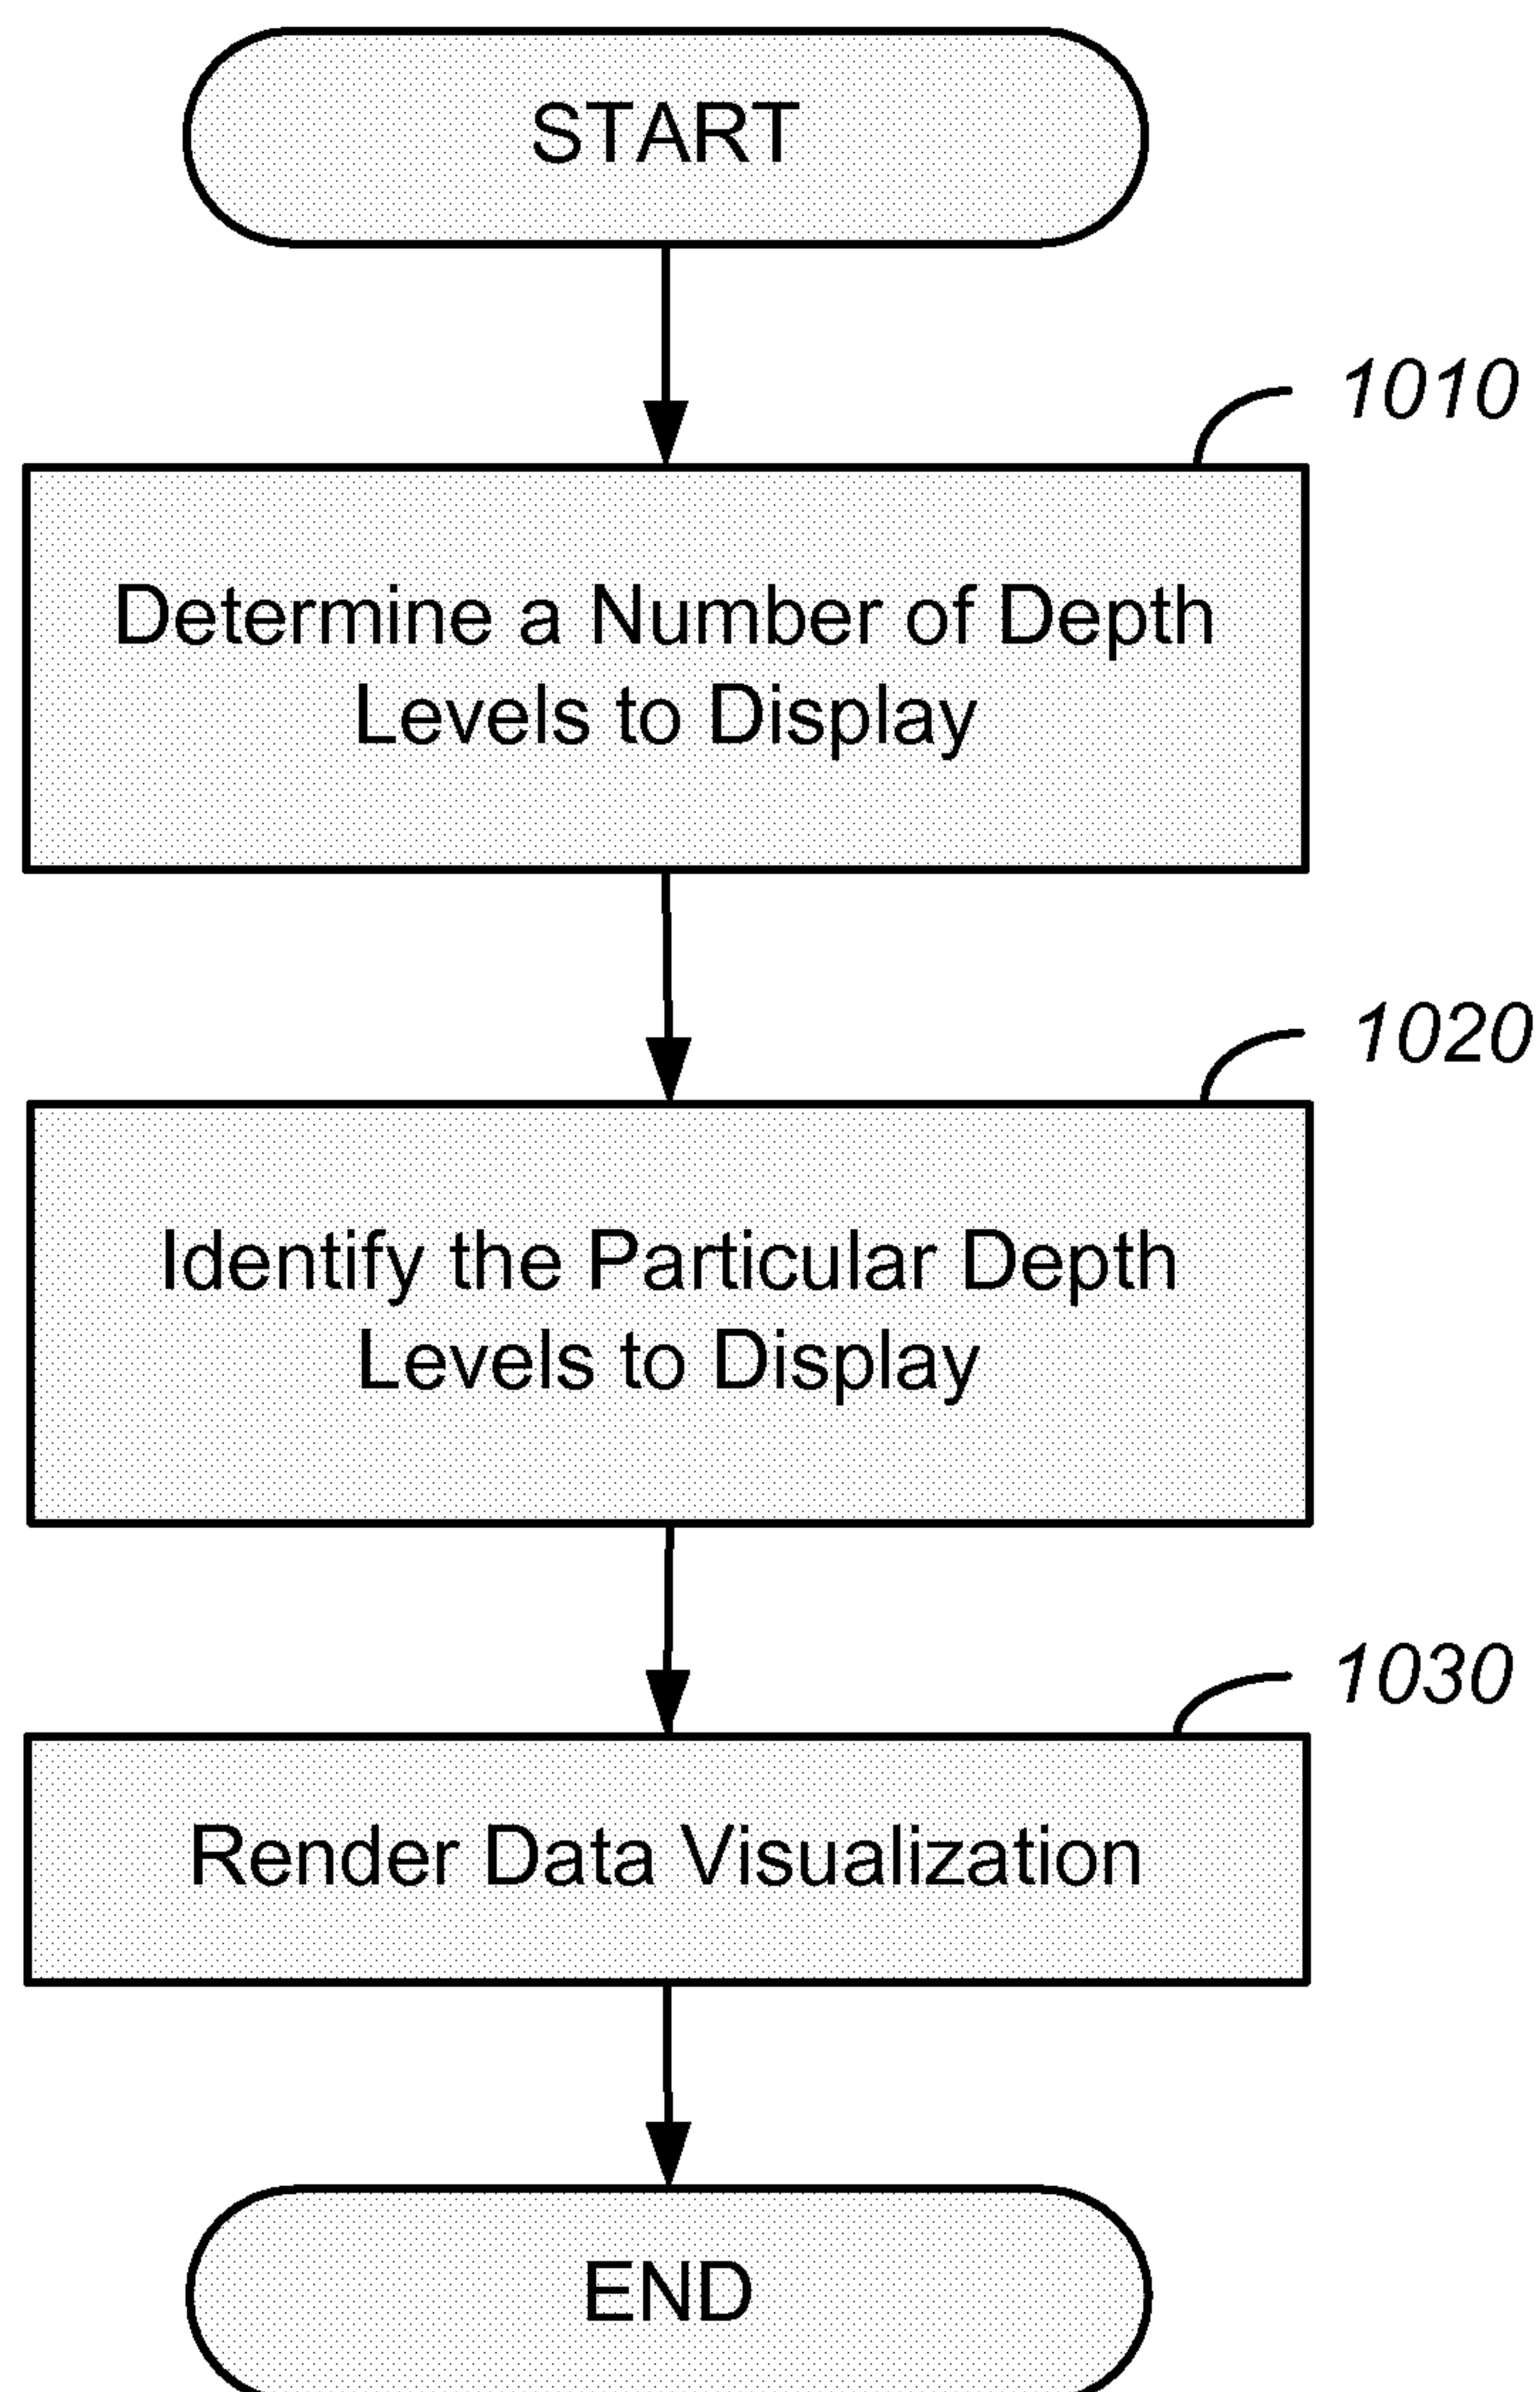 START
1010
Determine a Number of Depth
Levels to Display
1020
Identify the Particular Depth
Levels to Display
1030
Render Data Visualization
END